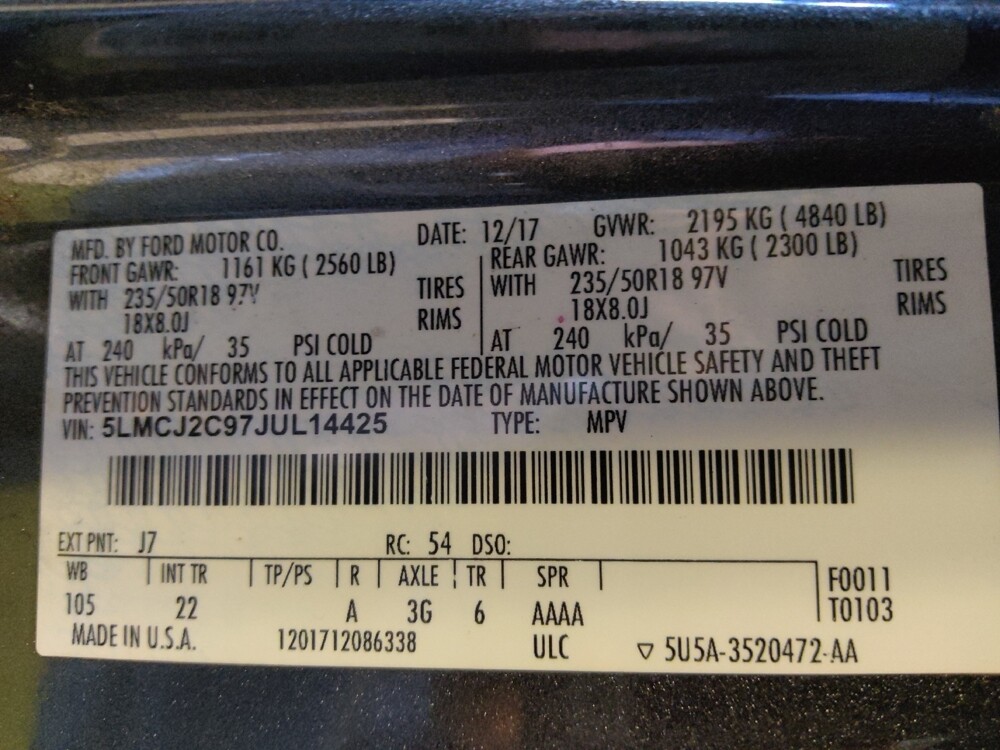 MFD. BY FORD MOTOR CO. DATE: 12/17 GVWR: 2195 KG ( 4840 LB)
FRONT GAWR: 1161 KG ( 2560 LB) REAR GAWR: 1043 KG ( 2300 LB)
WITH 235/50R18 97V TIRES WITH 235/50R18 97V TIRES
18X8.0J RIMS 18X8.0J RIMS
AT 240 kPa/ 35 PSI COLD AT 240 kPa/ 35 PSI COLD
THIS VEHICLE CONFORMS TO ALL APPLICABLE FEDERAL MOTOR VEHICLE SAFETY AND THEFT
PREVENTION STANDARDS IN EFFECT ON THE DATE OF MANUFACTURE SHOWN ABOVE.
VIN: 5LMCJ2C97JUL14425 TYPE: MPV
EXT PNT: J7 RC: 54 DSO:
WB INT TR TP/PS R AXLE TR SPR F0011
105 22 A 3G 6 AAAA T0103
MADE IN U.S.A. 1201712086338 ULC ▽ 5U5A-3520472-AA